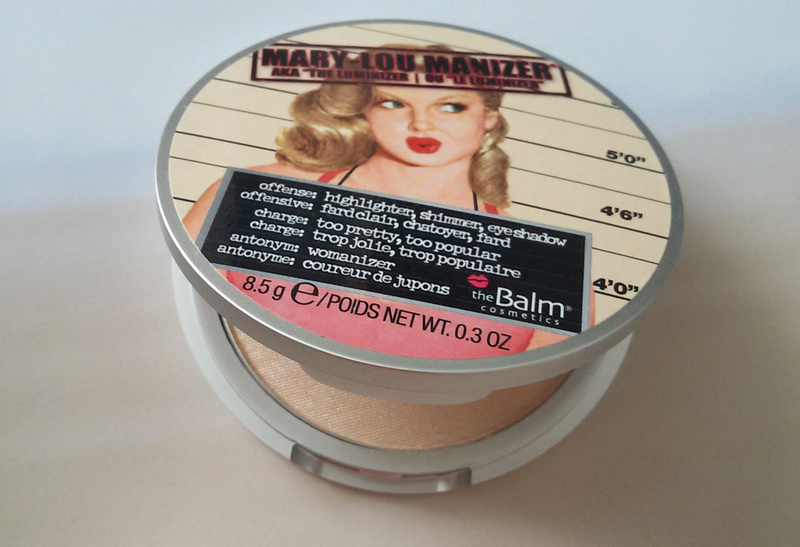 MARY-LOU MANIZER
AKA "THE LUMINIZER | OU "LE LUMINIZER"
5'0"
4'6"
4'0"
offense: highlighter, shimmer, eyeshadow
offensive: fard clair, chatoyer, fard
charge: too pretty, too popular
charge: trop jolie, trop populaire
antonym: womanizer
antonyme: coureur de jupons
theBalm®
cosmetics
8.5 g ℮/POIDS NET WT. 0.3 OZ